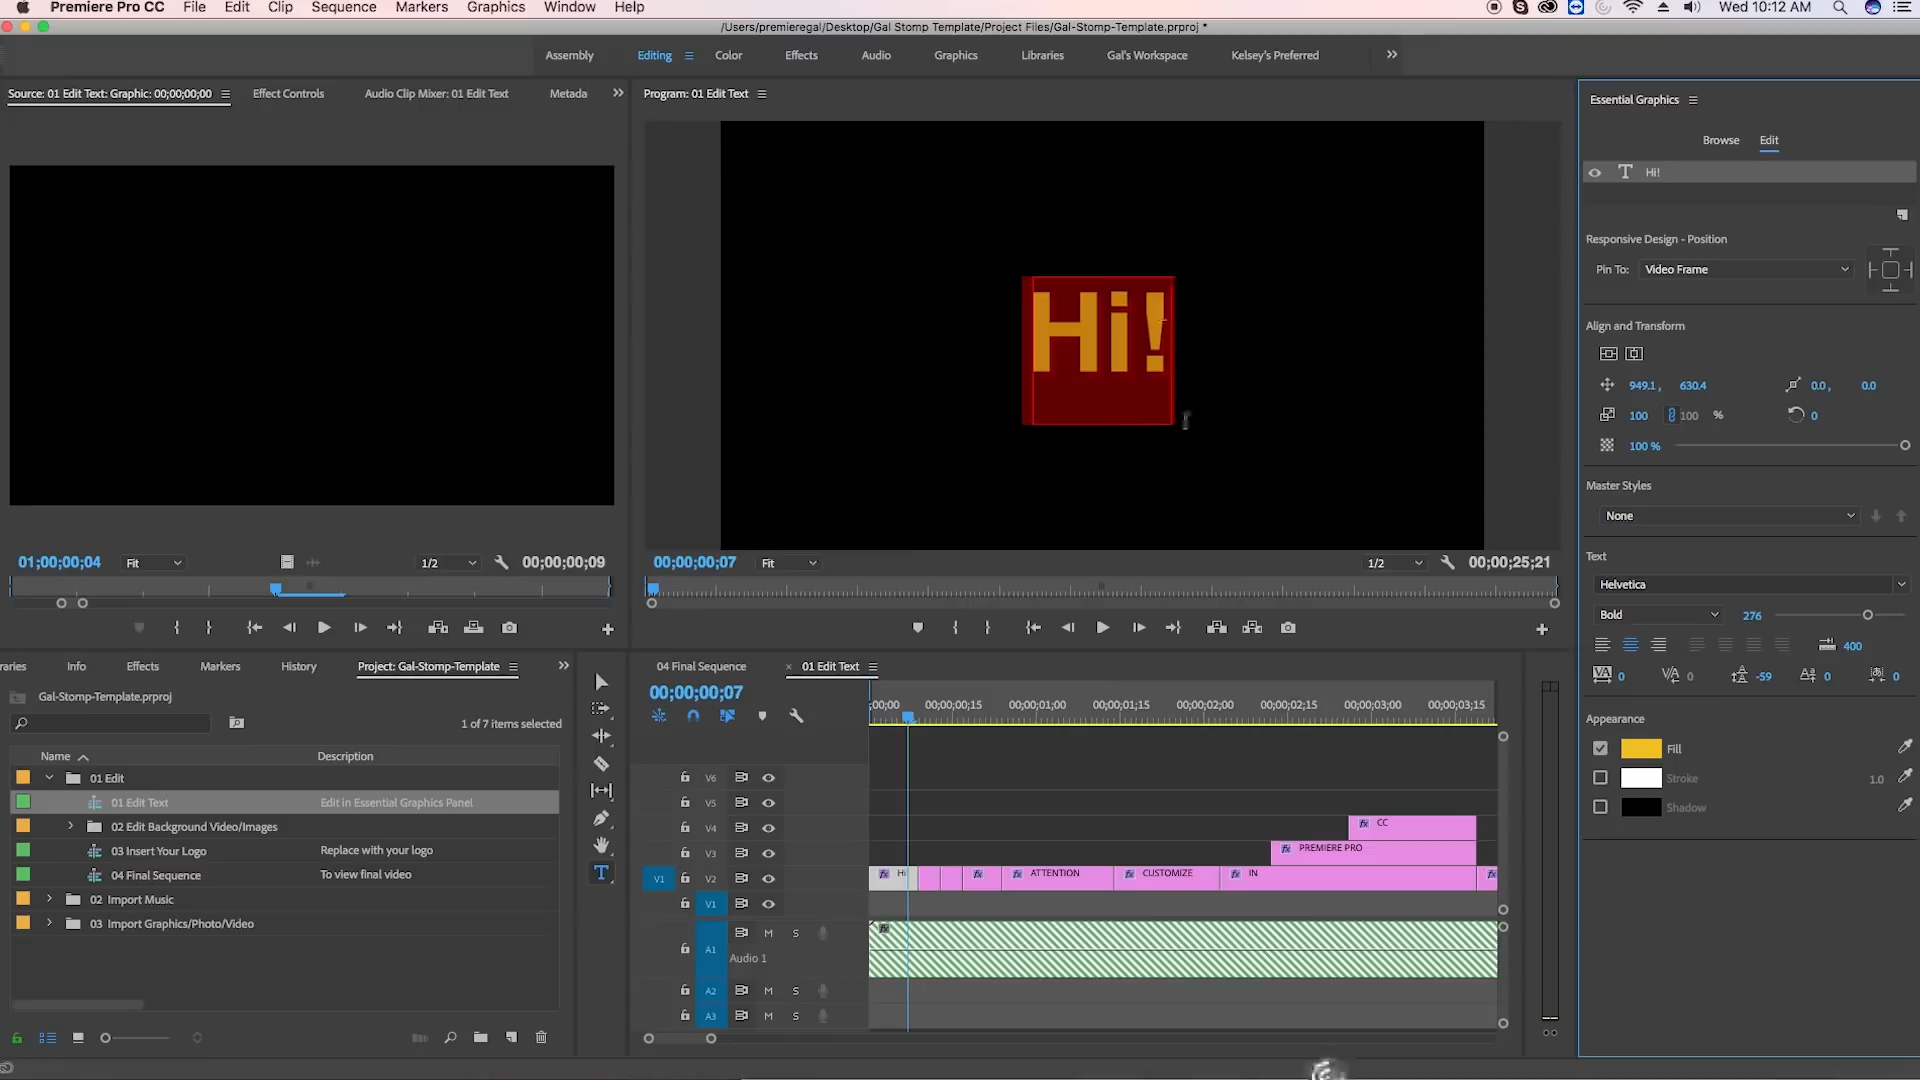 Premiere Pro CC File Edit Clip Sequence Markers Graphics Window Help Wed 10:12 AM
/Users/premieregal/Desktop/Gal Stomp Template/Project Files/Gal-Stomp-Template.prproj *
Assembly Editing Color Effects Audio Graphics Libraries Gal's Workspace Kelsey's Preferred
Source: 01 Edit Text: Graphic: 00;00;00;00 Effect Controls Audio Clip Mixer: 01 Edit Text Metadata
Program: 01 Edit Text
Essential Graphics
Browse Edit
Hi!
Responsive Design - Position
Pin To: Video Frame
Hi!
Align and Transform
949.1 , 630.4 0.0 , 0.0
100 100 % 0
100 %
Master Styles
None
Text
Helvetica
Bold 276
400
0 0 -59 0 0
Appearance
Fill
Stroke 1.0
Shadow
01;00;00;04 Fit 1/2 00;00;00;09
00;00;00;07 Fit 1/2 00;00;25;21
raries Info Effects Markers History Project: Gal-Stomp-Template
Gal-Stomp-Template.prproj
1 of 7 items selected
Name Description
01 Edit
01 Edit Text Edit in Essential Graphics Panel
02 Edit Background Video/Images
03 Insert Your Logo Replace with your logo
04 Final Sequence To view final video
02 Import Music
03 Import Graphics/Photo/Video
04 Final Sequence × 01 Edit Text
00;00;00;07
;00;00 00;00;00;15 00;00;01;00 00;00;01;15 00;00;02;00 00;00;02;15 00;00;03;00 00;00;03;15
V6
V5
V4 fx CC
V3 fx PREMIERE PRO
V1 V2 fx Hi fx fx ATTENTION fx CUSTOMIZE fx IN fx
V1
A1 M S
Audio 1
A2 M S
A3 M S